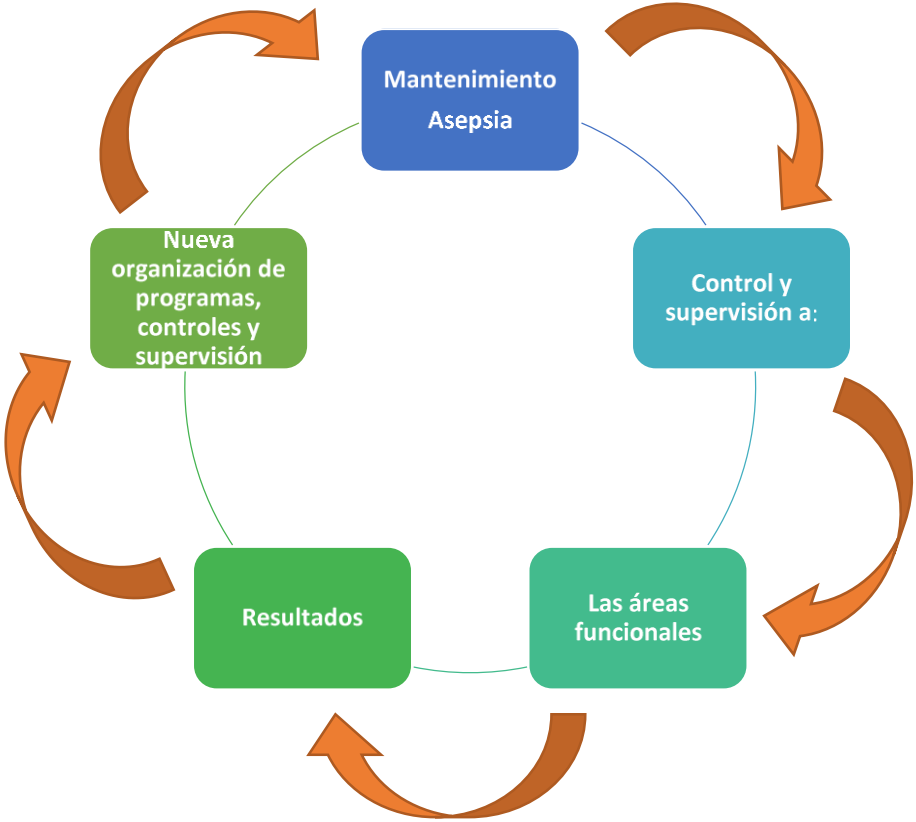 Mantenimiento
Asepsia
Control y
supervisión a:
Las áreas
funcionales
Resultados
Nueva
organización de
programas,
controles y
supervisión